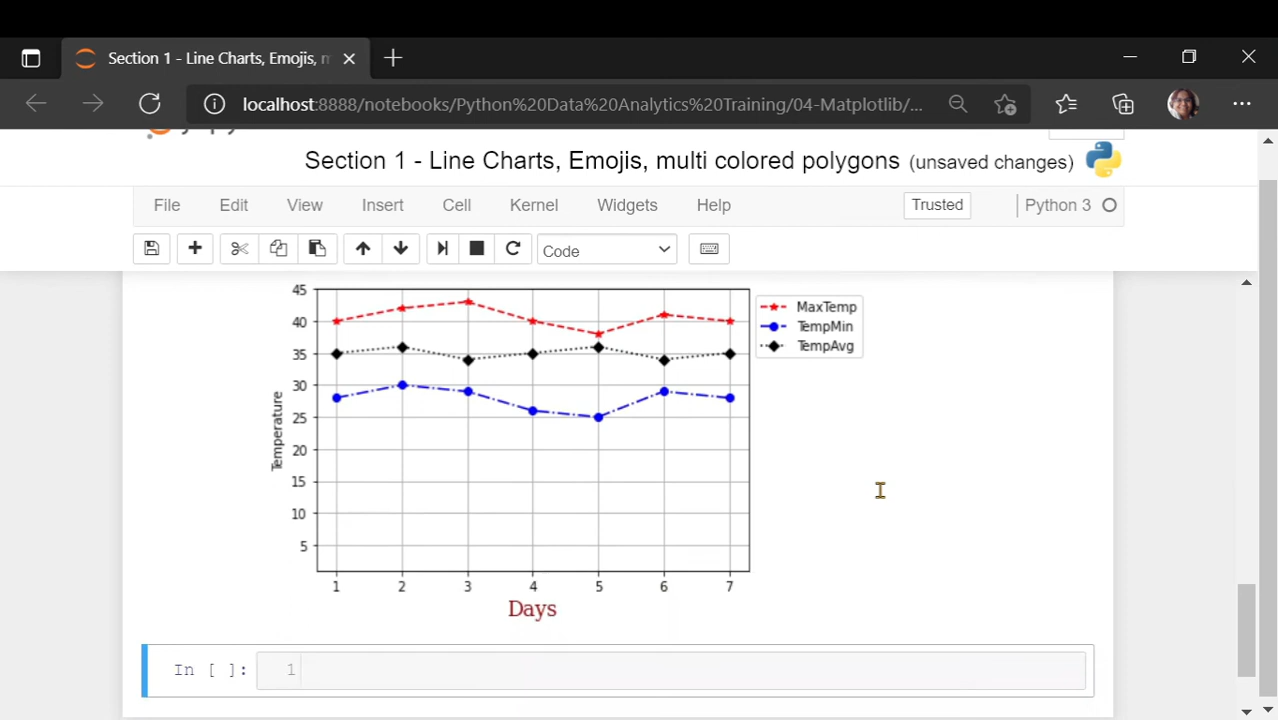 Section 1 - Line Charts, Emojis, m
localhost:8888/notebooks/Python%20Data%20Analytics%20Training/04-Matplotlib/...
Section 1 - Line Charts, Emojis, multi colored polygons (unsaved changes)
File Edit View Insert Cell Kernel Widgets Help Trusted Python 3
Code
45
40
35
30
25
20
15
10
5
Temperature
MaxTemp
TempMin
TempAvg
1 2 3 4 5 6 7
Days
In [ ]: 1